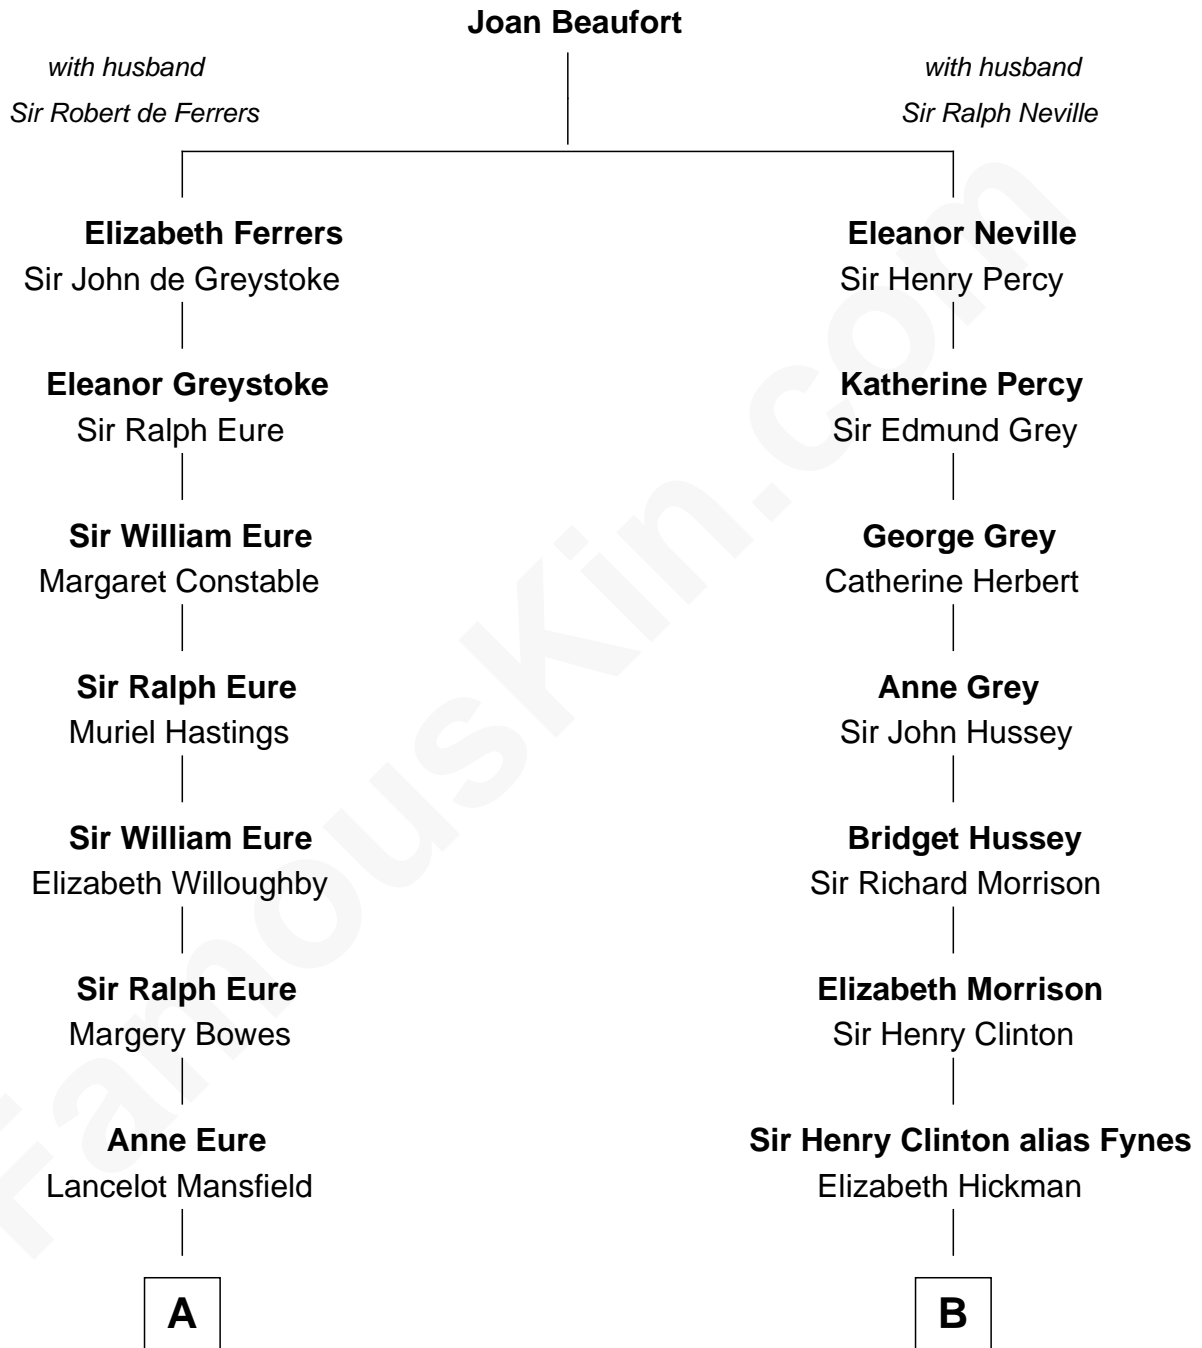 Joan Beaufort
with husband
Sir Robert de Ferrers
with husband
Sir Ralph Neville
Elizabeth Ferrers
Sir John de Greystoke
Eleanor Neville
Sir Henry Percy
Eleanor Greystoke
Sir Ralph Eure
Katherine Percy
Sir Edmund Grey
Sir William Eure
Margaret Constable
George Grey
Catherine Herbert
Sir Ralph Eure
Muriel Hastings
Anne Grey
Sir John Hussey
Sir William Eure
Elizabeth Willoughby
Bridget Hussey
Sir Richard Morrison
Sir Ralph Eure
Margery Bowes
Elizabeth Morrison
Sir Henry Clinton
Anne Eure
Lancelot Mansfield
Sir Henry Clinton alias Fynes
Elizabeth Hickman
A
B
FamousKin.com